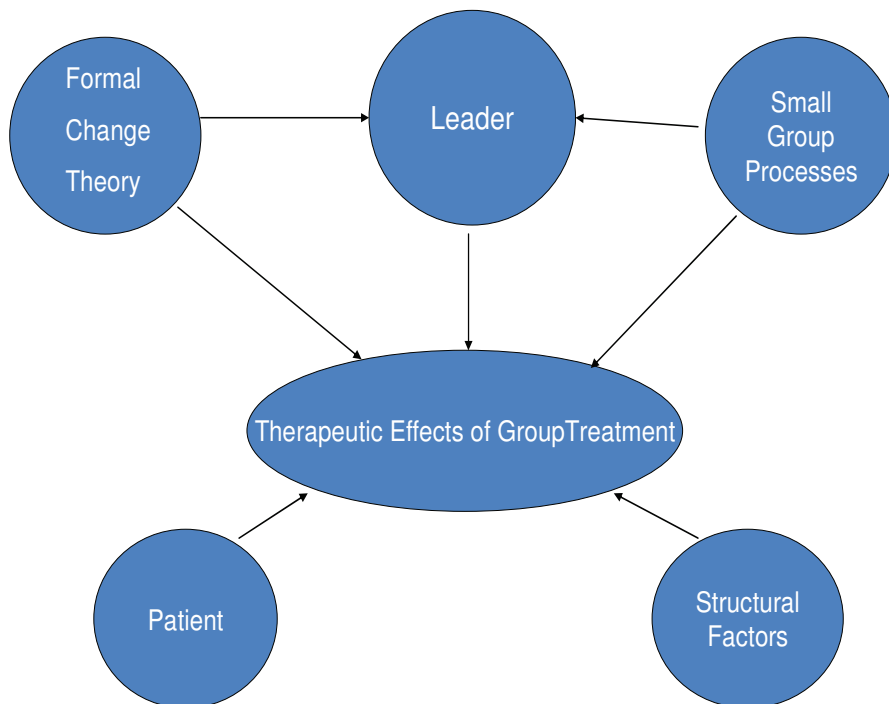 Formal
Change
Theory
Leader
Small
Group
Processes
Therapeutic Effects of GroupTreatment
Patient
Structural
Factors